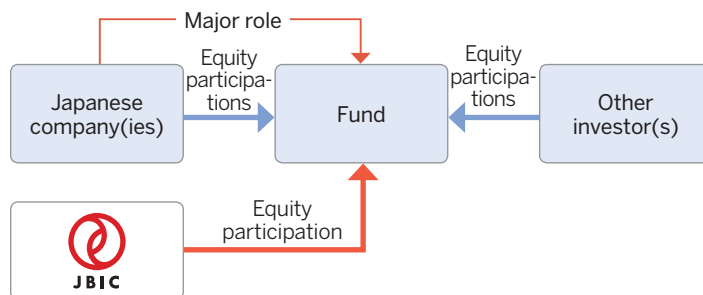 Major role
Equity
participa-
tions
Equity
participa-
tions
Japanese
company(ies)
Fund
Other
investor(s)
Equity
participation
JBIC